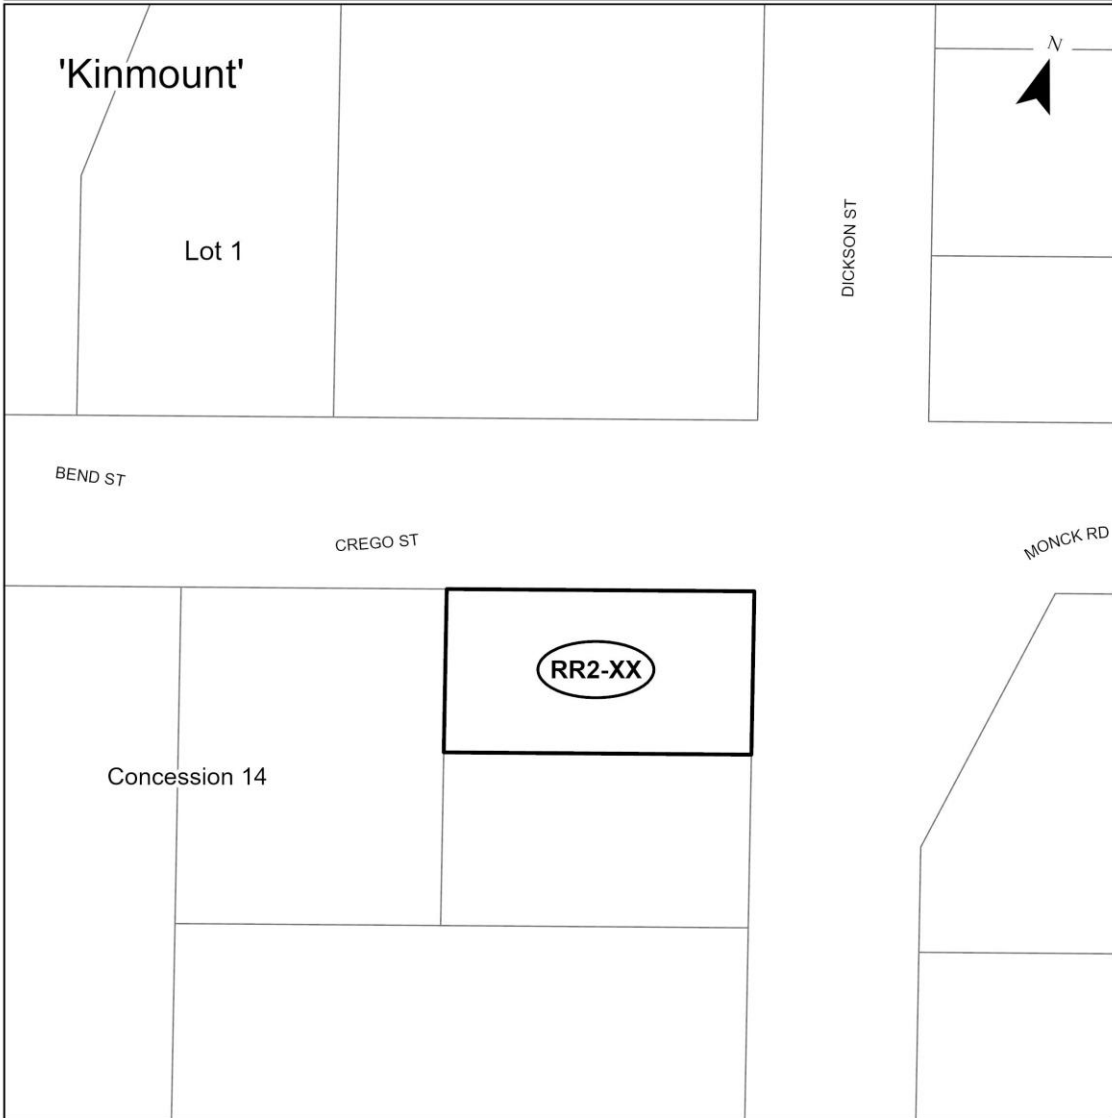 'Kinmount'
N
Lot 1
DICKSON ST
BEND ST
CREGO ST
MONCK RD
RR2-XX
Concession 14